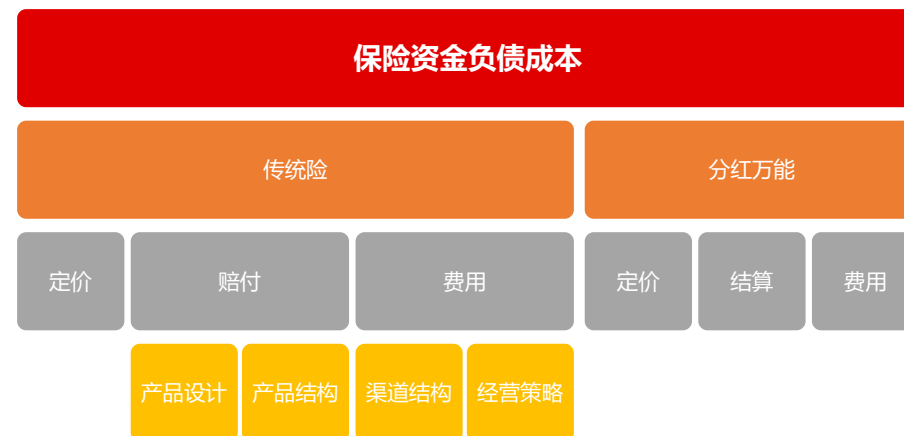 保险资金负债成本
传统险
分红万能
定价
赔付
费用
定价
结算
费用
产品设计
产品结构
渠道结构
经营策略